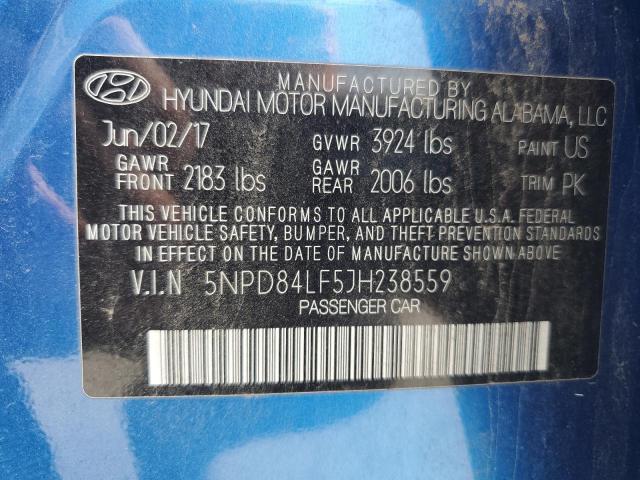 MANUFACTURED BY
HYUNDAI MOTOR MANUFACTURING ALABAMA, LLC
Jun/02/17 GVWR 3924 lbs PAINT US
GAWR FRONT 2183 lbs GAWR REAR 2006 lbs TRIM PK
THIS VEHICLE CONFORMS TO ALL APPLICABLE U.S.A. FEDERAL
MOTOR VEHICLE SAFETY, BUMPER, AND THEFT PREVENTION STANDARDS
IN EFFECT ON THE DATE OF MANUFACTURE SHOWN ABOVE
V.I.N 5NPD84LF5JH238559
PASSENGER CAR